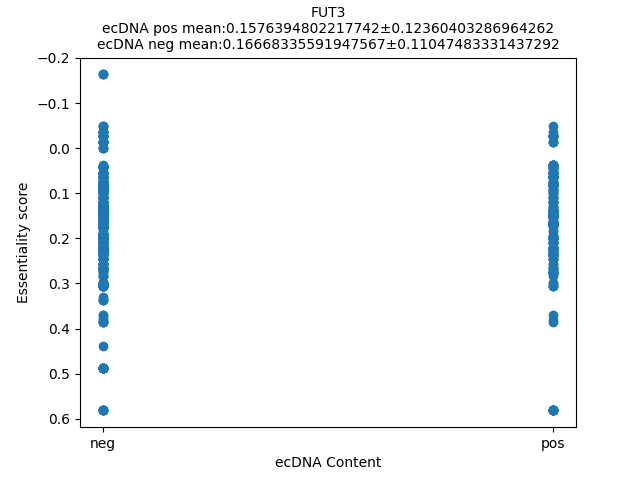 FUT3
ecDNA pos mean:0.1576394802217742±0.12360403286964262
ecDNA neg mean:0.16668335591947567±0.11047483331437292
−0.2
−0.1
0.0
0.1
0.2
0.3
0.4
0.5
0.6
Essentiality score
neg
pos
ecDNA Content